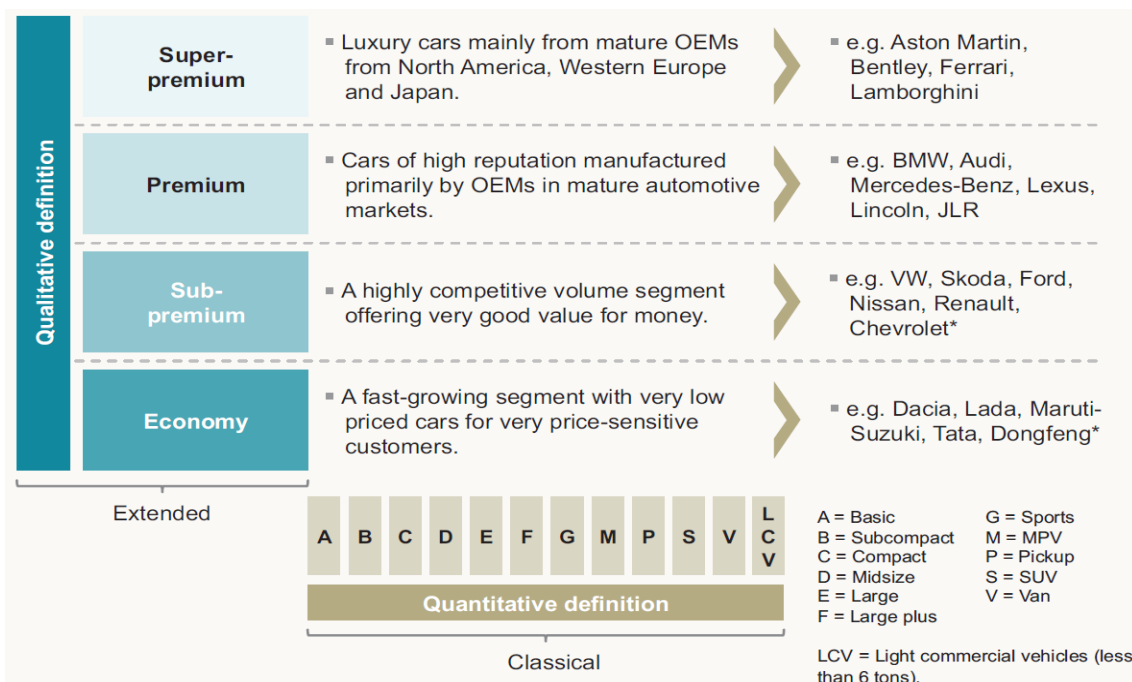 Qualitative definition
Super-
premium
▪ Luxury cars mainly from mature OEMs
from North America, Western Europe
and Japan.
▪ e.g. Aston Martin,
Bentley, Ferrari,
Lamborghini
Premium
▪ Cars of high reputation manufactured
primarily by OEMs in mature automotive
markets.
▪ e.g. BMW, Audi,
Mercedes-Benz, Lexus,
Lincoln, JLR
Sub-
premium
▪ A highly competitive volume segment
offering very good value for money.
▪ e.g. VW, Skoda, Ford,
Nissan, Renault,
Chevrolet*
Economy
▪ A fast-growing segment with very low
priced cars for very price-sensitive
customers.
▪ e.g. Dacia, Lada, Maruti-
Suzuki, Tata, Dongfeng*
Extended
A B C D E F G M P S V LCV
Quantitative definition
Classical
A = Basic
B = Subcompact
C = Compact
D = Midsize
E = Large
F = Large plus
G = Sports
M = MPV
P = Pickup
S = SUV
V = Van
LCV = Light commercial vehicles (less
than 6 tons).